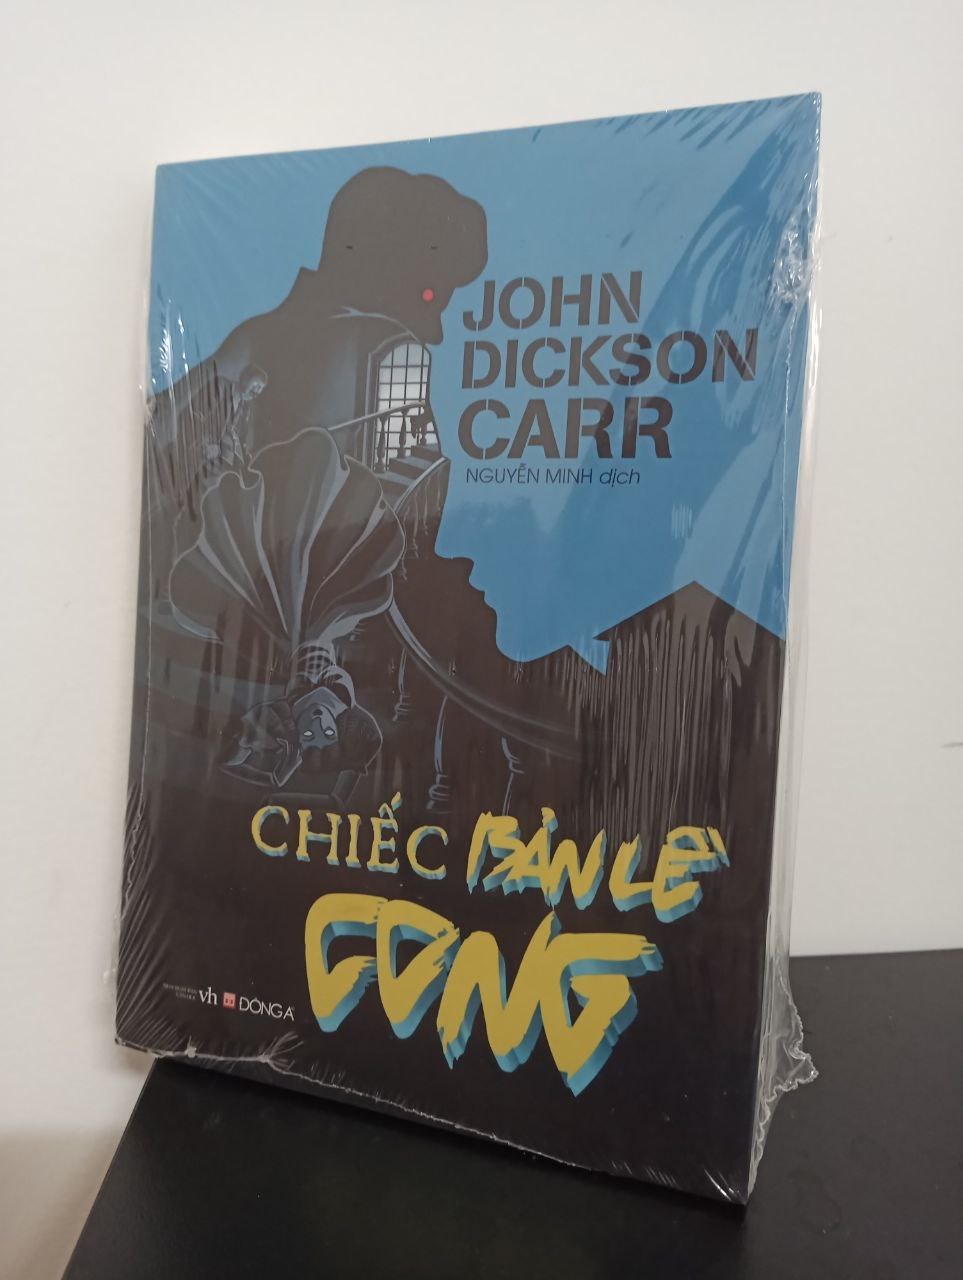 JOHN
DICKSON
CARR
NGUYỄN MINH dịch
CHIẾC BẢN LỀ
CONG
vh ĐÔNG A